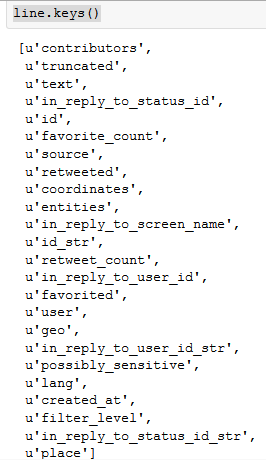 line.keys()
[u'contributors',
u'truncated',
u'text',
u'in_reply_to_status_id',
u'id',
u'favorite_count',
u'source',
u'retweeted',
u'coordinates',
u'entities',
u'in_reply_to_screen_name',
u'id_str',
u'retweet_count',
u'in_reply_to_user_id',
u'favorited',
u'user',
u'geo',
u'in_reply_to_user_id_str',
u'possibly_sensitive',
u'lang',
u'created_at',
u'filter_level',
u'in_reply_to_status_id_str',
u'place']